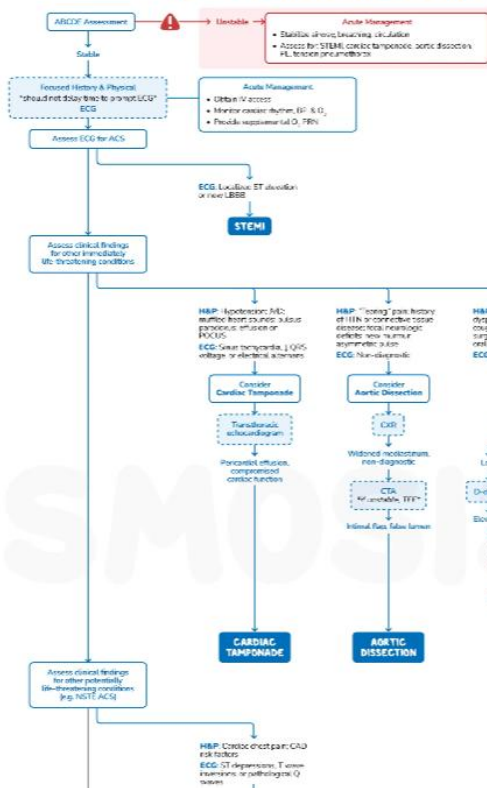 ABCDE Assessment
Unstable
Acute Management
• Stabilize airway, breathing, circulation
• Assess for: STEMI, cardiac tamponade, aortic dissection,
PE, tension pneumothorax
Stable
Focused History & Physical
*should not delay time to prompt ECG*
ECG
Acute Management
• Obtain IV access
• Monitor cardiac rhythm, BP, & O₂
• Provide supplemental O₂ PRN
Assess ECG for ACS
ECG: Localized ST elevation
or new LBBB
STEMI
Assess clinical findings
for other immediately
life-threatening conditions
H&P: Hypotension; JVD;
muffled heart sounds; pulsus
paradoxus; effusion on
POCUS
ECG: Sinus tachycardia, ↓ QRS
voltage, or electrical alternans
Consider
Cardiac Tamponade
Transthoracic
echocardiogram
Pericardial effusion,
compromised
cardiac function
CARDIAC
TAMPONADE
H&P: "Tearing" pain; history
of HTN or connective tissue
disease; focal neurologic
deficits; new murmur
asymmetric pulse
ECG: Non-diagnostic
Consider
Aortic Dissection
CXR
Widened mediastinum,
non-diagnostic
CTA
*if unstable, TEE*
Intimal flap, false lumen
AORTIC
DISSECTION
H&P
dysp
coug
surg
oral
ECG
D-d
Elev
Assess clinical findings
for other potentially
life-threatening conditions
(e.g. NSTE ACS)
H&P: Cardiac chest pain; CAD
risk factors
ECG: ST depressions, T wave
inversions, or pathological Q
waves